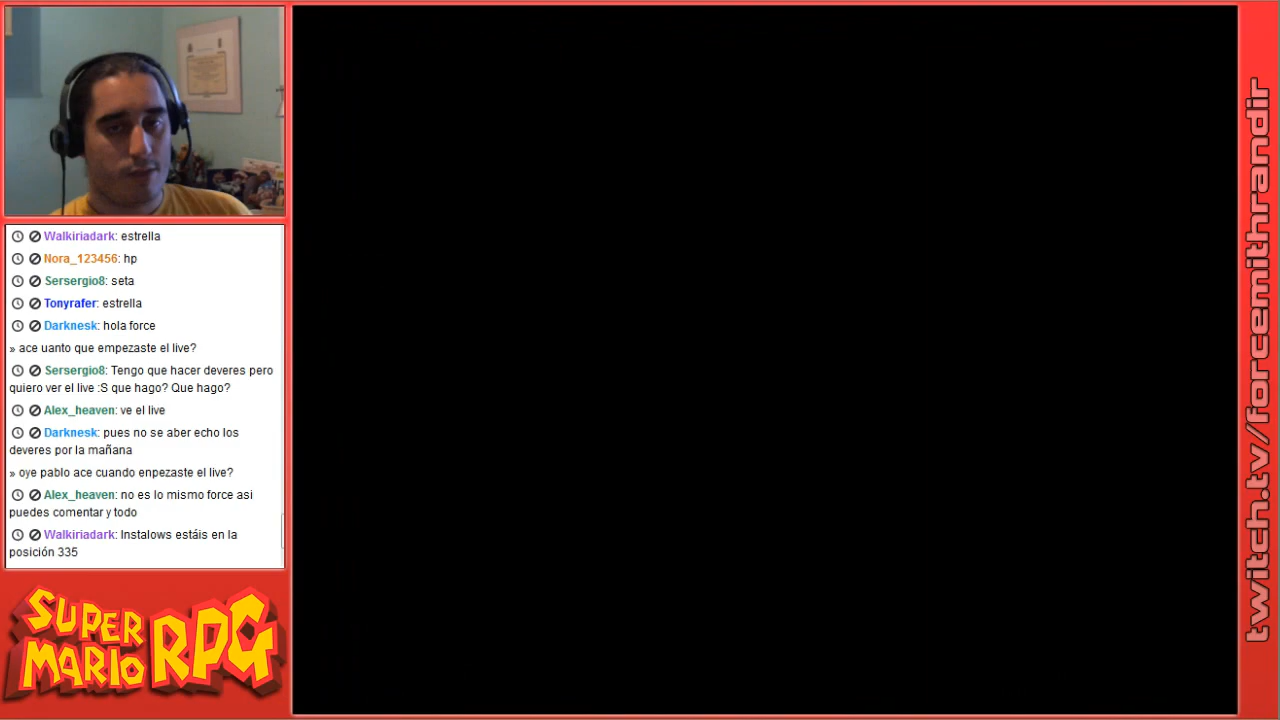 Walkiriadark: estrella
Nora_123456: hp
Sersergio8: seta
Tonyrafer: estrella
Darknesk: hola force
» ace uanto que empezaste el live?
Sersergio8: Tengo que hacer deveres pero
quiero ver el live :S que hago? Que hago?
Alex_heaven: ve el live
Darknesk: pues no se aber echo los
deveres por la mañana
» oye pablo ace cuando enpezaste el live?
Alex_heaven: no es lo mismo force asi
puedes comentar y todo
Walkiriadark: Instalows estáis en la
posición 335
SUPER
MARIO RPG
twitch.tv/forcemithrandir